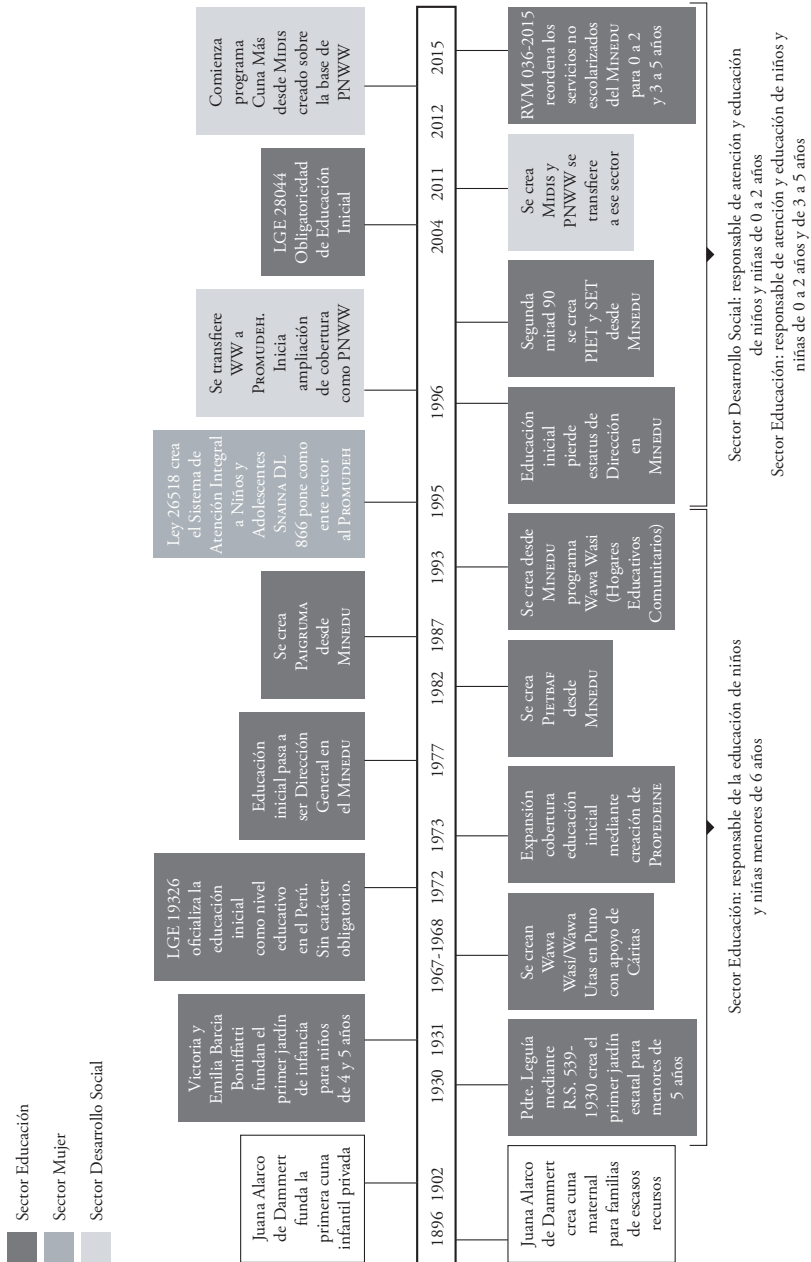 Sector Educación
Sector Mujer
Sector Desarrollo Social
Juana Alarco
de Dammert
funda la
primera cuna
infantil privada
Victoria y
Emilia Barcia
Boniffatti
fundan el
primer jardín
de infancia
para niños
de 4 y 5 años
LGE 19326
oficializa la
educación
inicial
como nivel
educativo
en el Perú.
Sin carácter
obligatorio.
Educación
inicial pasa a
ser Dirección
General en
el MINEDU
Se crea
PAIGRUMA
desde
MINEDU
Ley 26518 crea
el Sistema de
Atención Integral
a Niños y
Adolescentes
SNAINA DL
866 pone como
ente rector
al PROMUDEH
Se transfiere
WW a
PROMUDEH.
Inicia
ampliación
de cobertura
como PNWW
LGE 28044
Obligatoriedad
de Educación
Inicial
Comienza
programa
Cuna Más
desde MIDIS
creado sobre
la base de
PNWW
1896 1902 1930 1931 1967-1968 1972 1973 1977 1982 1987 1993 1995 1996 2004 2011 2012 2015
Juana Alarco
de Dammert
crea cuna
maternal
para familias
de escasos
recursos
Pdte. Leguía
mediante
R.S. 539-
1930 crea el
primer jardín
estatal para
menores de
5 años
Se crean
Wawa
Wasi/Wawa
Utas en Puno
con apoyo de
Cáritas
Expansión
cobertura
educación
inicial
mediante
creación de
PROPEDEINE
Se crea
PIETBAF
desde
MINEDU
Se crea desde
MINEDU
programa
Wawa Wasi
(Hogares
Educativos
Comunitarios)
Educación
inicial
pierde
estatus de
Dirección
en
MINEDU
Segunda
mitad 90
se crea
PIET y SET
desde
MINEDU
Se crea
MIDIS y
PNWW se
transfiere
a ese sector
RVM 036-2015
reordena los
servicios no
escolarizados
del MINEDU
para 0 a 2
y 3 a 5 años
Sector Educación: responsable de la educación de niños
y niñas menores de 6 años
Sector Desarrollo Social: responsable de atención y educación
de niños y niñas de 0 a 2 años
Sector Educación: responsable de atención y educación de niños y
niñas de 0 a 2 años y de 3 a 5 años